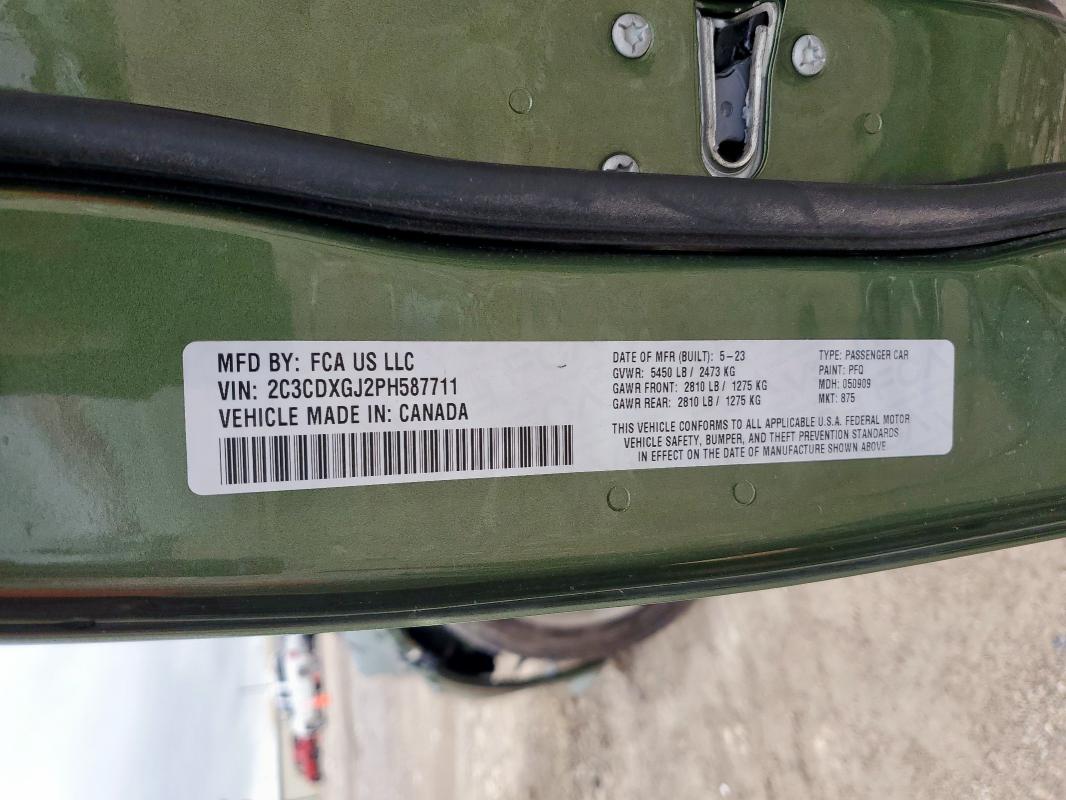 MFD BY: FCA US LLC
VIN: 2C3CDXGJ2PH587711
VEHICLE MADE IN: CANADA
DATE OF MFR (BUILT): 5-23
GVWR: 5450 LB / 2473 KG
GAWR FRONT: 2810 LB / 1275 KG
GAWR REAR: 2810 LB / 1275 KG
TYPE: PASSENGER CAR
PAINT: PFQ
MDH: 050909
MKT: 875
THIS VEHICLE CONFORMS TO ALL APPLICABLE U.S.A. FEDERAL MOTOR
VEHICLE SAFETY, BUMPER, AND THEFT PREVENTION STANDARDS
IN EFFECT ON THE DATE OF MANUFACTURE SHOWN ABOVE